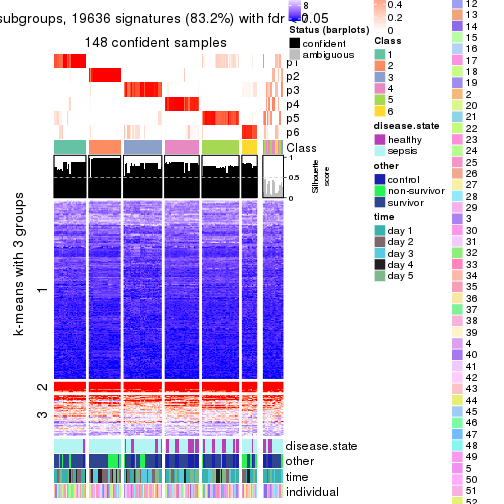 subgroups, 19636 signatures (83.2%) with fdr < 0.05
148 confident samples
p1
p2
p3
p4
p5
p6
Class
1
0.5
0
Silhouette
score
k-means with 3 groups
1
2
3
disease.state
other
time
individual
8
Status (barplots)
confident
ambiguous
0.4
0.2
0
Class
1
2
3
4
5
6
disease.state
healthy
sepsis
other
control
non-survivor
survivor
time
day 1
day 2
day 3
day 4
day 5
12
13
14
15
16
17
18
19
2
20
21
22
23
24
25
26
27
28
29
3
30
31
32
33
34
35
36
37
38
39
4
40
41
42
43
44
45
46
47
48
49
5
50
51